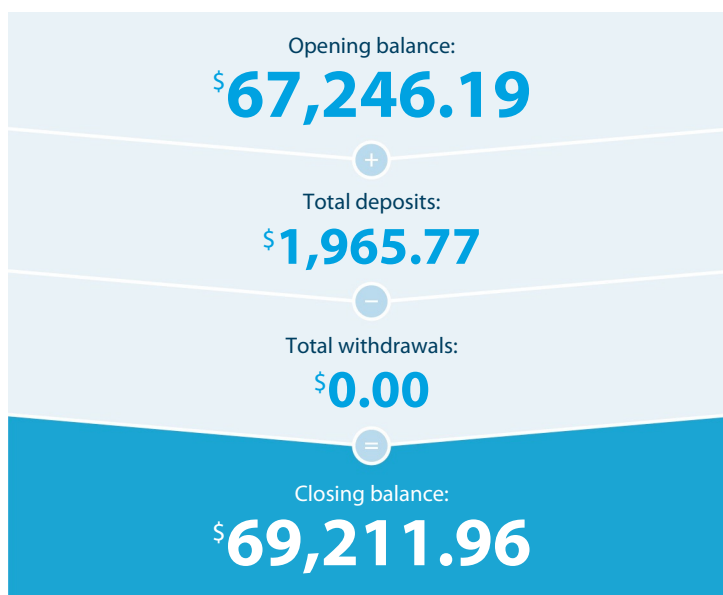 Opening balance:
$67,246.19
+
Total deposits:
$1,965.77
−
Total withdrawals:
$0.00
=
Closing balance:
$69,211.96